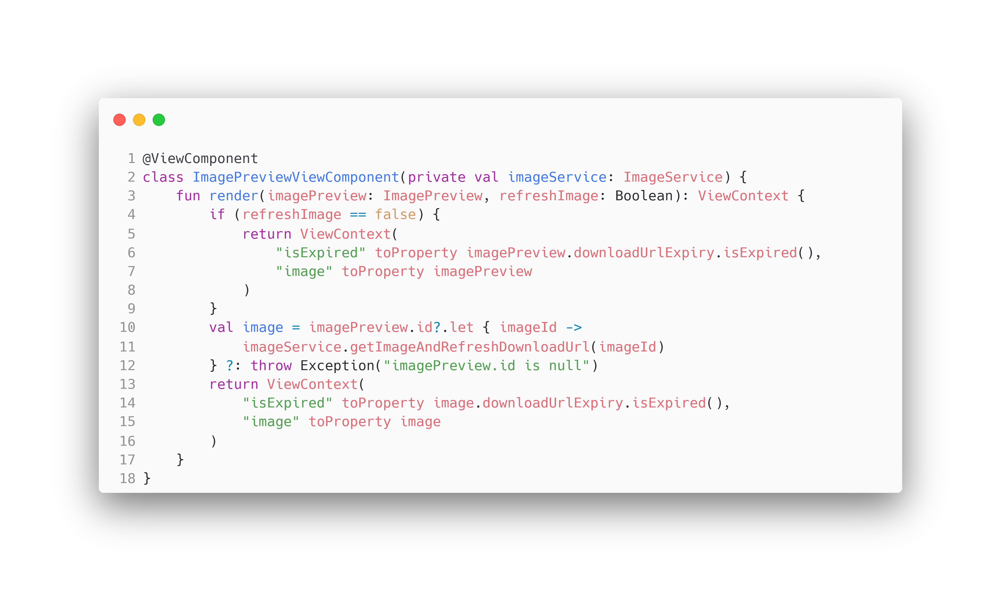 1 @ViewComponent
2 class ImagePreviewViewComponent(private val imageService: ImageService) {
3     fun render(imagePreview: ImagePreview, refreshImage: Boolean): ViewContext {
4         if (refreshImage == false) {
5             return ViewContext(
6                 "isExpired" toProperty imagePreview.downloadUrlExpiry.isExpired(),
7                 "image" toProperty imagePreview
8             )
9         }
10         val image = imagePreview.id?.let { imageId ->
11             imageService.getImageAndRefreshDownloadUrl(imageId)
12         } ?: throw Exception("imagePreview.id is null")
13         return ViewContext(
14             "isExpired" toProperty image.downloadUrlExpiry.isExpired(),
15             "image" toProperty image
16         )
17     }
18 }